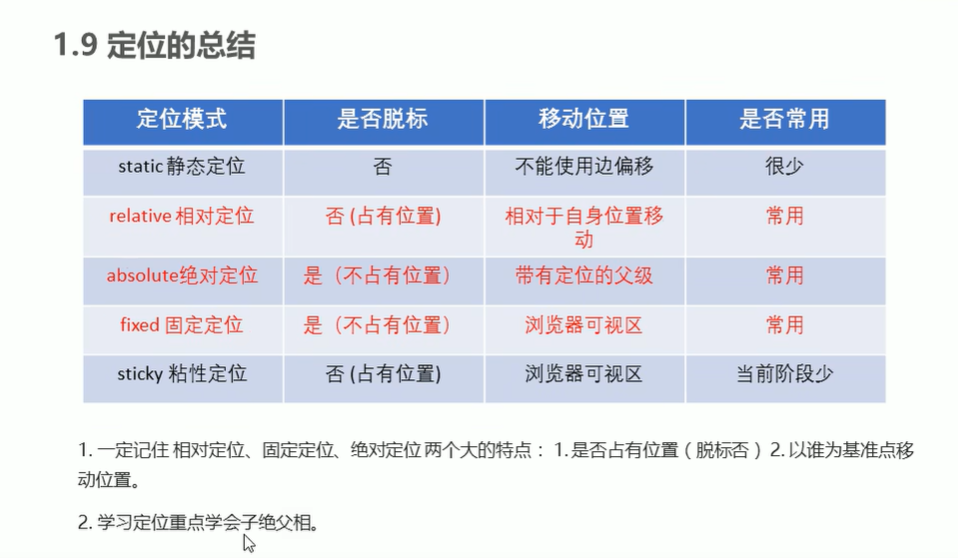 1.9 定位的总结
定位模式 是否脱标 移动位置 是否常用
static 静态定位 否 不能使用边偏移 很少
relative 相对定位 否 (占有位置) 相对于自身位置移 常用
动
absolute绝对定位 是（不占有位置） 带有定位的父级 常用
fixed 固定定位 是（不占有位置） 浏览器可视区 常用
sticky 粘性定位 否 (占有位置) 浏览器可视区 当前阶段少
1. 一定记住 相对定位、固定定位、绝对定位 两个大的特点： 1. 是否占有位置（脱标否）2. 以谁为基准点移
动位置。
2. 学习定位重点学会子绝父相。